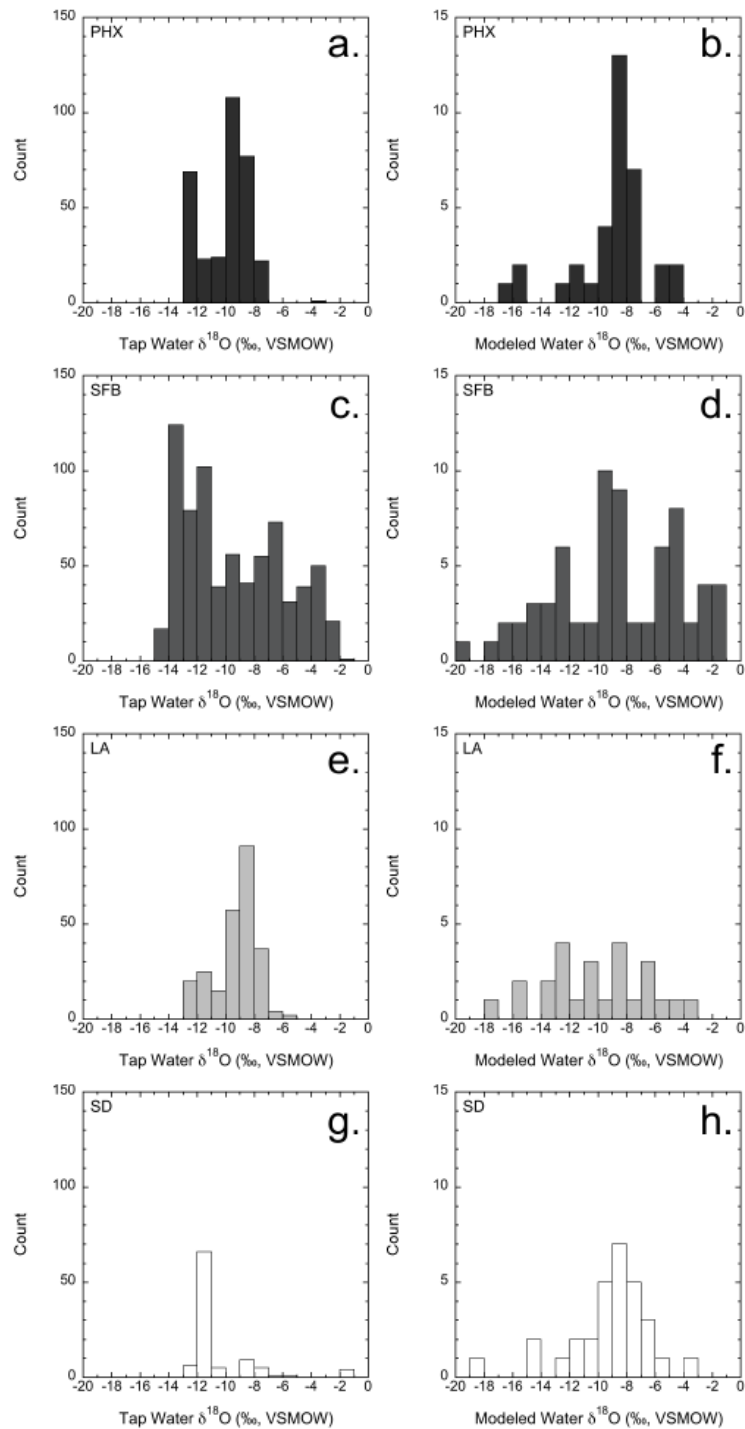 PHX a.
150
100
50
0
Count
-20 -18 -16 -14 -12 -10 -8 -6 -4 -2 0
Tap Water δ¹⁸O (‰, VSMOW)
PHX b.
15
10
5
0
Count
-20 -18 -16 -14 -12 -10 -8 -6 -4 -2 0
Modeled Water δ¹⁸O (‰, VSMOW)
SFB c.
150
100
50
0
Count
-20 -18 -16 -14 -12 -10 -8 -6 -4 -2 0
Tap Water δ¹⁸O (‰, VSMOW)
SFB d.
15
10
5
0
Count
-20 -18 -16 -14 -12 -10 -8 -6 -4 -2 0
Modeled Water δ¹⁸O (‰, VSMOW)
LA e.
150
100
50
0
Count
-20 -18 -16 -14 -12 -10 -8 -6 -4 -2 0
Tap Water δ¹⁸O (‰, VSMOW)
LA f.
15
10
5
0
Count
-20 -18 -16 -14 -12 -10 -8 -6 -4 -2 0
Modeled Water δ¹⁸O (‰, VSMOW)
SD g.
150
100
50
0
Count
-20 -18 -16 -14 -12 -10 -8 -6 -4 -2 0
Tap Water δ¹⁸O (‰, VSMOW)
SD h.
15
10
5
0
Count
-20 -18 -16 -14 -12 -10 -8 -6 -4 -2 0
Modeled Water δ¹⁸O (‰, VSMOW)